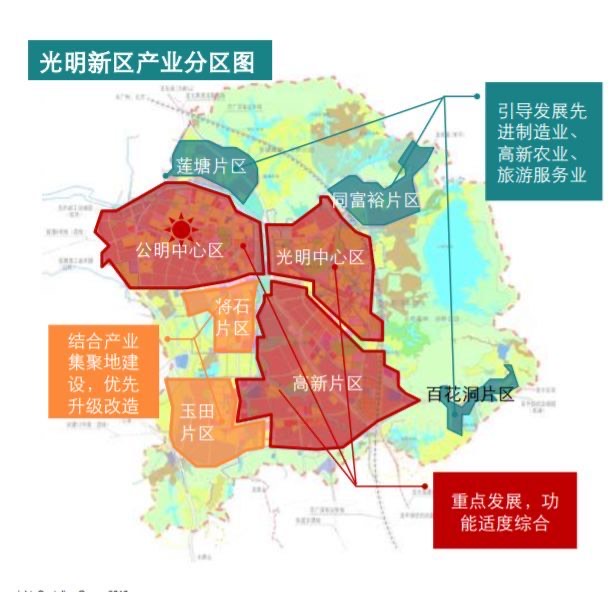 光明新区产业分区图
引导发展先
进制造业、
高新农业、
旅游服务业
莲塘片区
同富裕片区
公明中心区
光明中心区
将石
片区
结合产业
集聚地建
设，优先
升级改造
高新片区
百花洞片区
玉田
片区
重点发展，功
能适度综合